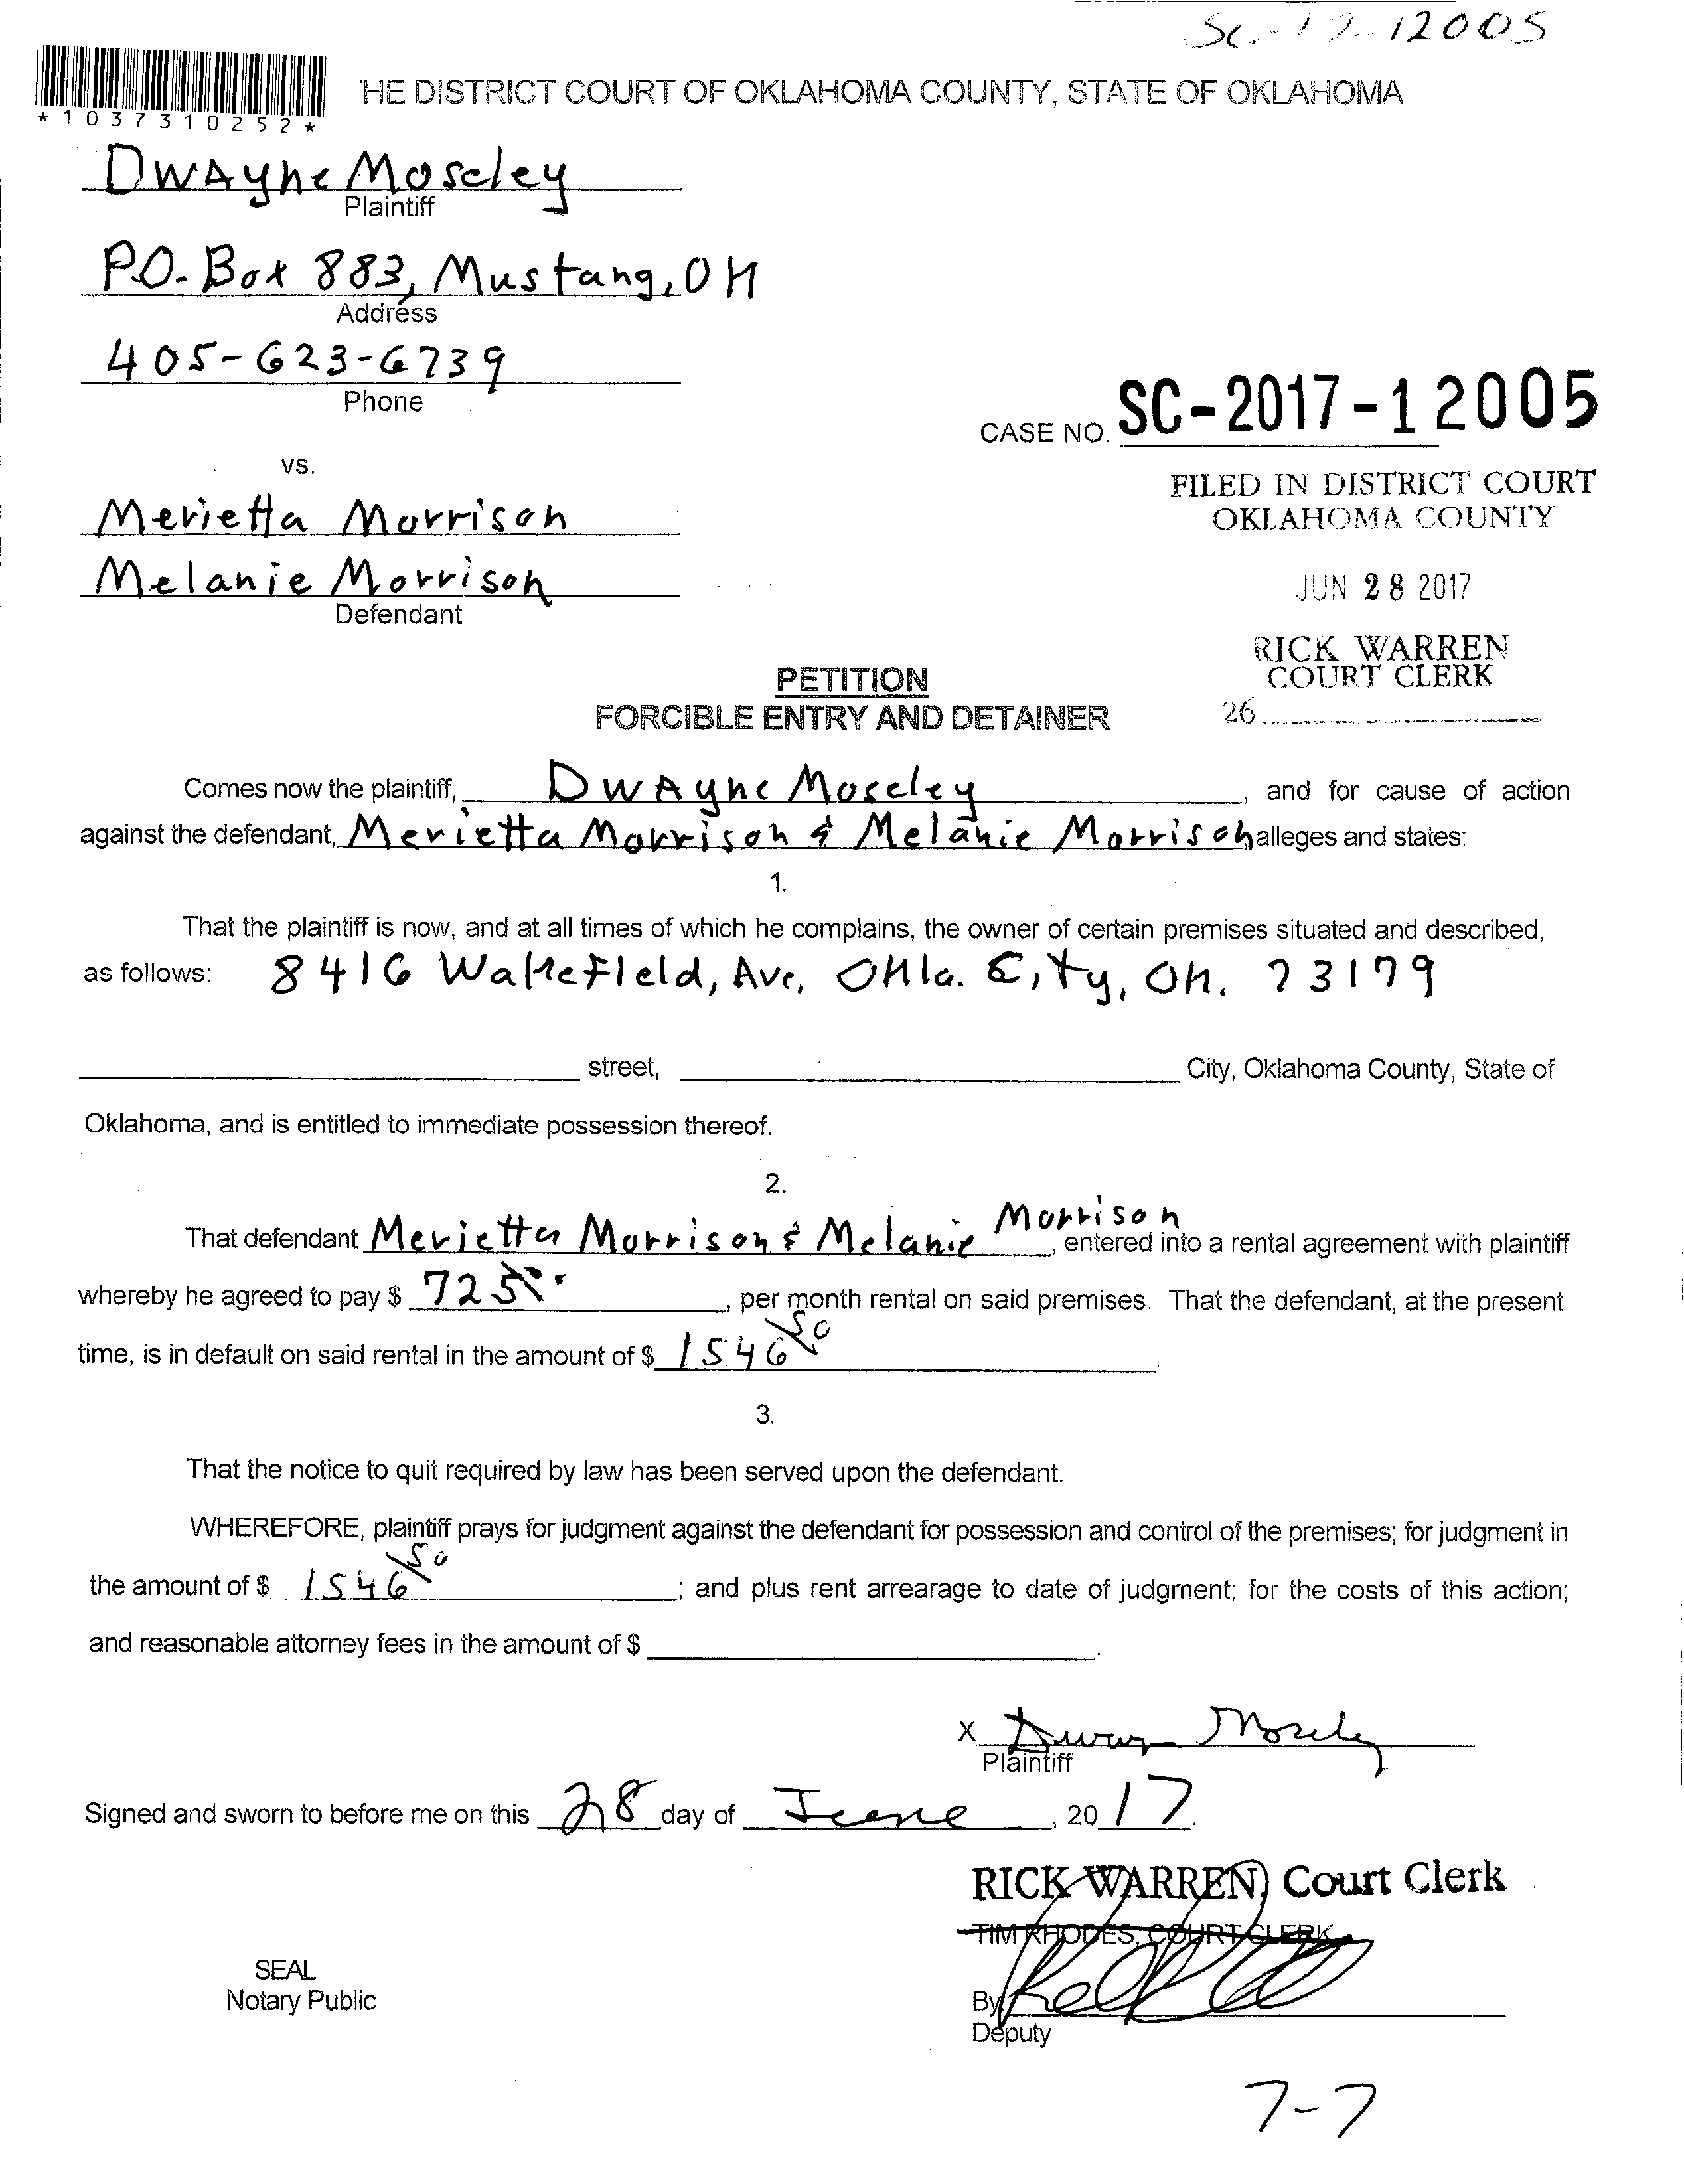 SC-17-12005
HE DISTRICT COURT OF OKLAHOMA COUNTY, STATE OF OKLAHOMA
*1037310252*
DWAyne Moseley
Plaintiff
P.O. Box 883, Mustang, OK
Address
405-623-6739
Phone
CASE NO. SC-2017-12005
vs.
FILED IN DISTRICT COURT
OKLAHOMA COUNTY
Merietta Morrison
Melanie Morrison
Defendant
JUN 28 2017
RICK WARREN
COURT CLERK
26
PETITION
FORCIBLE ENTRY AND DETAINER
Comes now the plaintiff, DWAyne Moseley, and for cause of action
against the defendant, Merietta Morrison & Melanie Morrison alleges and states:
1.
That the plaintiff is now, and at all times of which he complains, the owner of certain premises situated and described,
as follows: 8416 Wakefield, Ave, Okla. City, Ok. 73179
street, City, Oklahoma County, State of
Oklahoma, and is entitled to immediate possession thereof.
2.
That defendant Merietta Morrison & Melanie Morrison, entered into a rental agreement with plaintiff
whereby he agreed to pay $ 725, per month rental on said premises. That the defendant, at the present
time, is in default on said rental in the amount of $ 1546 50.
3.
That the notice to quit required by law has been served upon the defendant.
WHEREFORE, plaintiff prays for judgment against the defendant for possession and control of the premises; for judgment in
the amount of $ 1546 50; and plus rent arrearage to date of judgment; for the costs of this action;
and reasonable attorney fees in the amount of $ .
X Dwayne Moseley
Plaintiff
Signed and sworn to before me on this 28 day of June, 2017.
RICK WARREN, Court Clerk
TIM RHODES, COURT CLERK
SEAL
Notary Public
By
Deputy
7-7